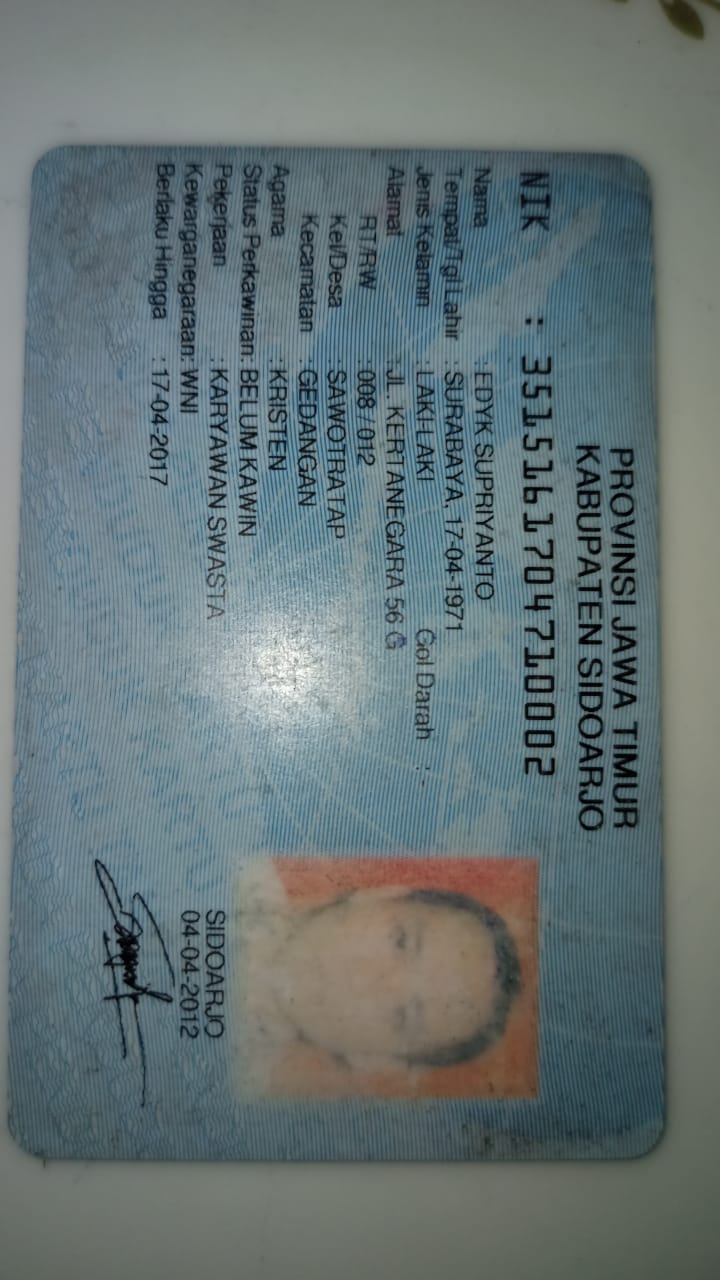 PROVINSI JAWA TIMUR
KABUPATEN SIDOARJO
NIK : 3515161704710002
Nama : EDYK SUPRIYANTO
Tempat/Tgl Lahir : SURABAYA, 17-04-1971
Jenis Kelamin : LAKI-LAKI Gol Darah : -
Alamat : JL. KERTANEGARA 56 G
RT/RW : 008 / 012
Kel/Desa : SAWOTRATAP
Kecamatan : GEDANGAN
Agama : KRISTEN
Status Perkawinan: BELUM KAWIN
Pekerjaan : KARYAWAN SWASTA
Kewarganegaraan: WNI
Berlaku Hingga : 17-04-2017
SIDOARJO
04-04-2012